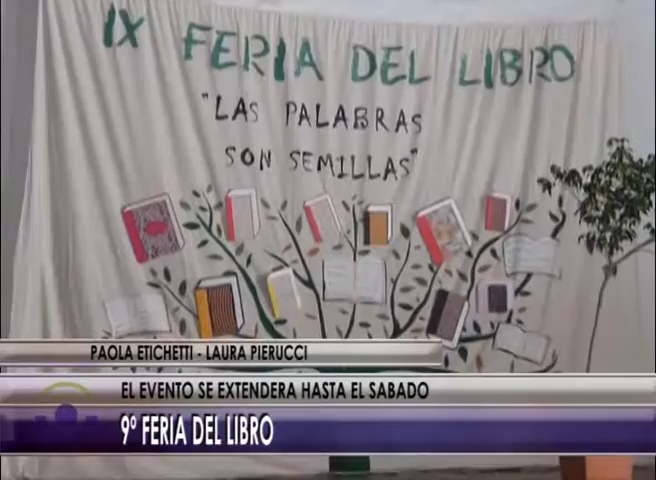 IX FERIA DEL LIBRO
"LAS PALABRAS
SON SEMILLAS"
PAOLA ETICHETTI - LAURA PIERUCCI
EL EVENTO SE EXTENDERA HASTA EL SABADO
9º FERIA DEL LIBRO